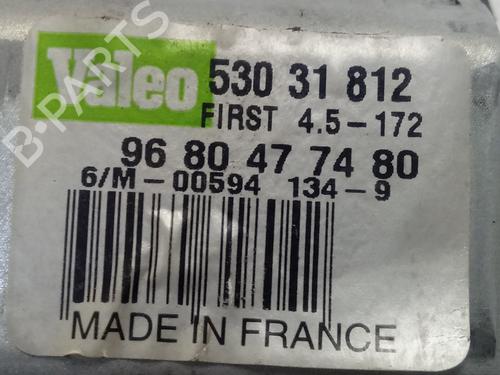 Valeo 530 31 812
FIRST 4.5-172
96 80 47 74 80
6/M-00594 134-9
MADE IN FRANCE
B-PARTS
B-PARTS